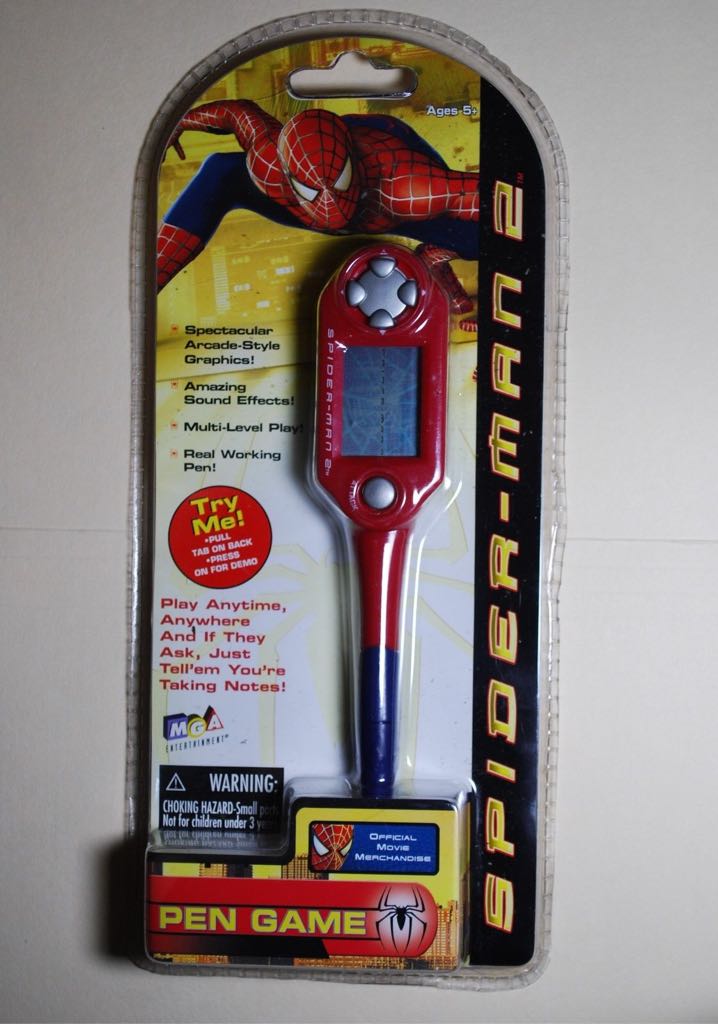 Ages 5+
SPIDER-MAN 2™
Spectacular
Arcade-Style
Graphics!
Amazing
Sound Effects!
Multi-Level Play!
Real Working
Pen!
SPIDER-MAN 2™
ATTACK
Try
Me!
•PULL
TAB ON BACK
•PRESS
ON FOR DEMO
Play Anytime,
Anywhere
And If They
Ask, Just
Tell'em You're
Taking Notes!
MGA
ENTERTAINMENT®
WARNING:
CHOKING HAZARD-Small parts
Not for children under 3
OFFICIAL
MOVIE
MERCHANDISE
PEN GAME